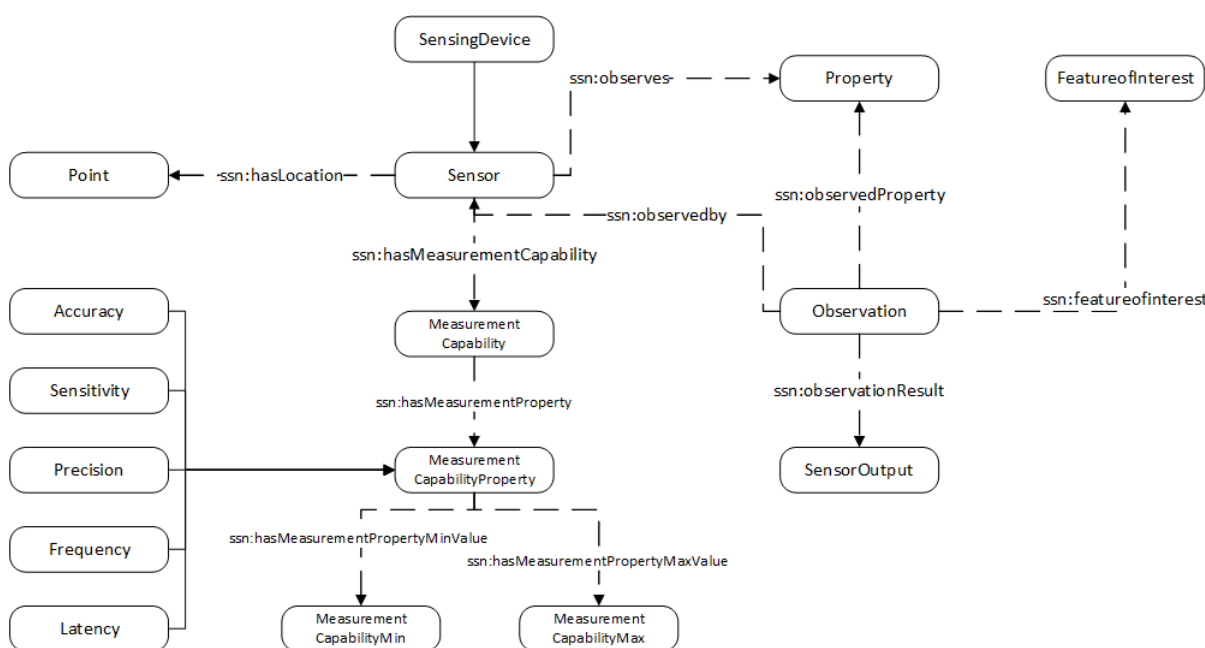 SensingDevice
ssn:observes
Property
FeatureofInterest
Point
ssn:hasLocation
Sensor
ssn:observedProperty
ssn:observedby
ssn:hasMeasurementCapability
Accuracy
Measurement
Capability
Observation
ssn:featureofinterest
Sensitivity
ssn:hasMeasurementProperty
ssn:observationResult
Precision
Measurement
CapabilityProperty
SensorOutput
Frequency
ssn:hasMeasurementPropertyMinValue
ssn:hasMeasurementPropertyMaxValue
Latency
Measurement
CapabilityMin
Measurement
CapabilityMax